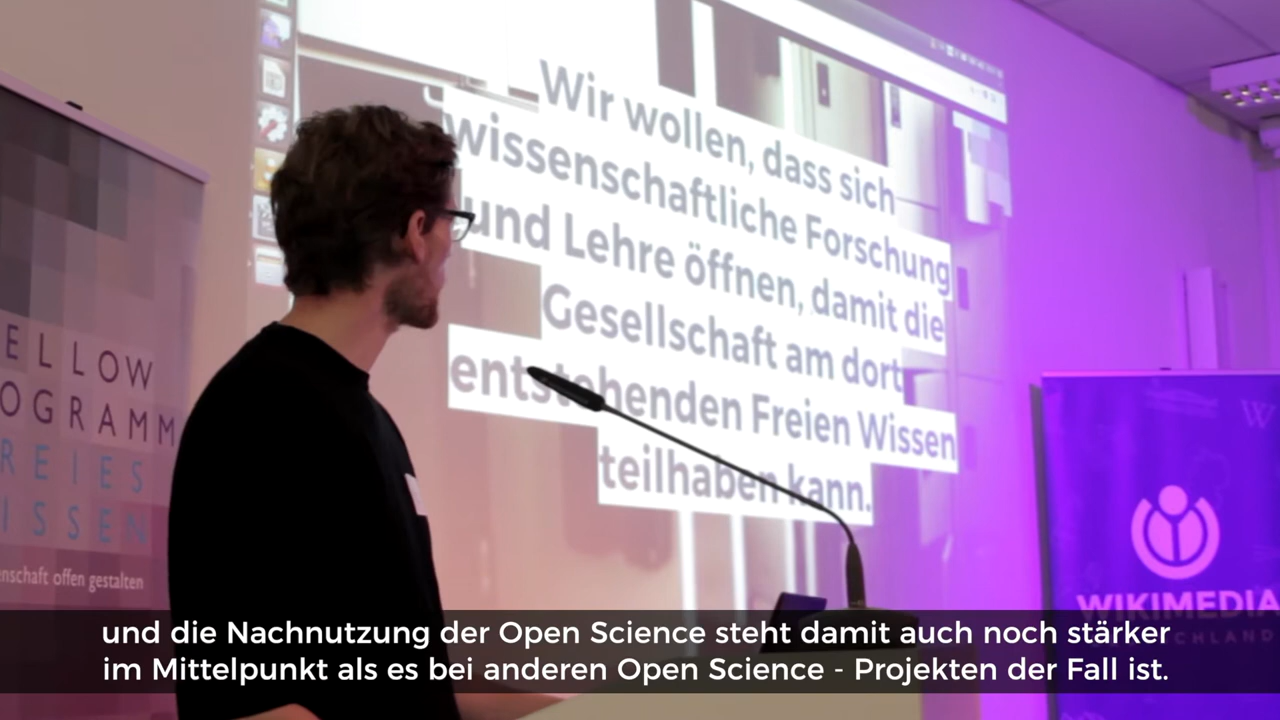 Wir wollen, dass sich
wissenschaftliche Forschung
und Lehre öffnen, damit die
Gesellschaft am dort
entstehenden Freien Wissen
teilhaben kann.
ELLOW
OGRAMM
REIES
ISSEN
enschaft offen gestalten
W
WIKIMEDIA
CHLAND
und die Nachnutzung der Open Science steht damit auch noch stärker
im Mittelpunkt als es bei anderen Open Science - Projekten der Fall ist.